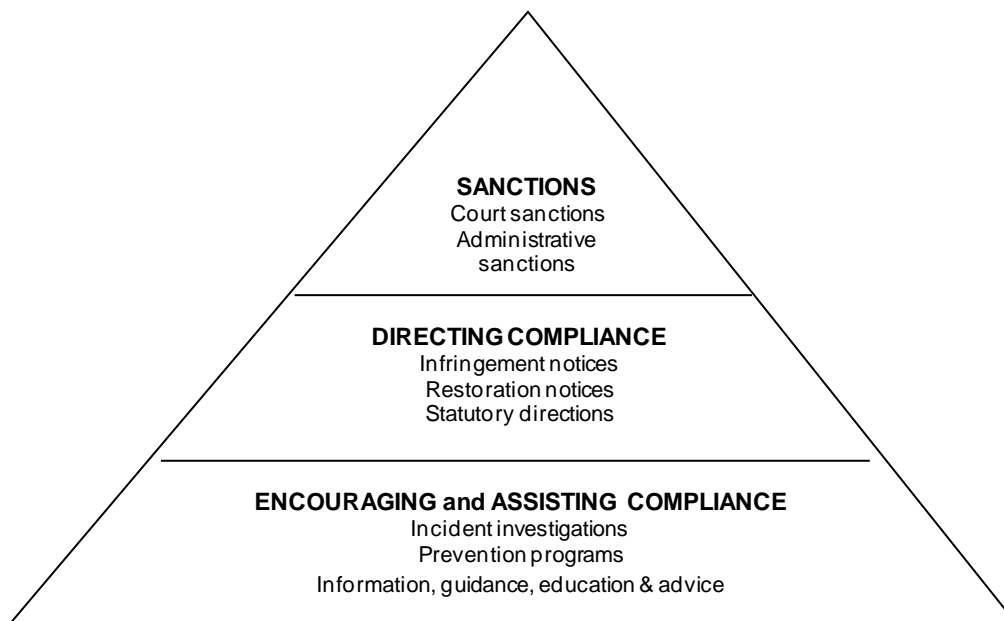 SANCTIONS
Court sanctions
Administrative
sanctions
DIRECTING COMPLIANCE
Infringement notices
Restoration notices
Statutory directions
ENCOURAGING and ASSISTING COMPLIANCE
Incident investigations
Prevention programs
Information, guidance, education & advice